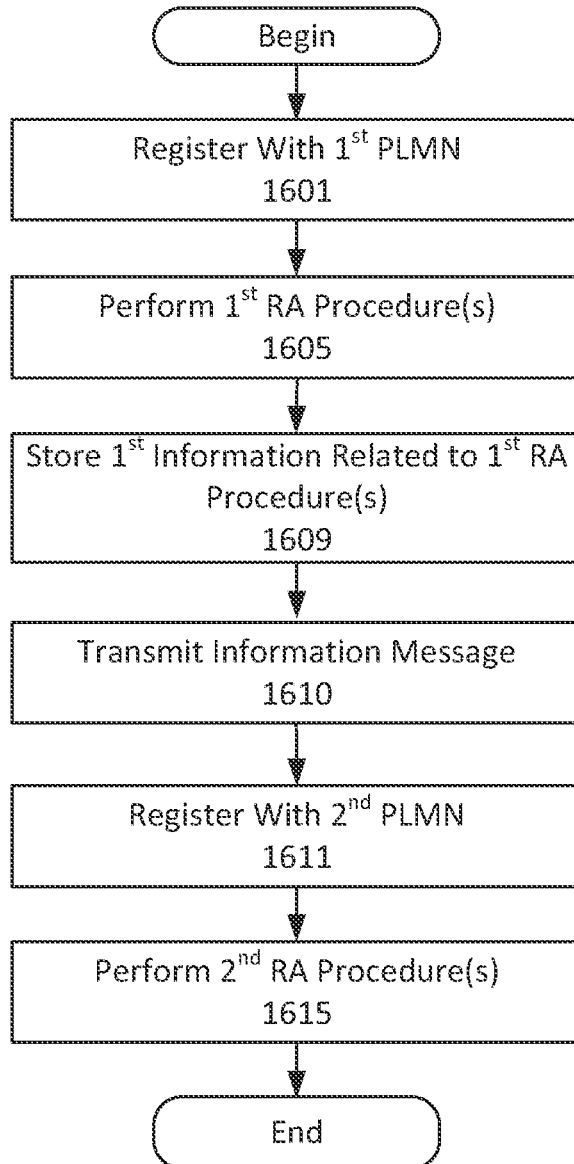 Begin
Register With 1st PLMN
1601
Perform 1st RA Procedure(s)
1605
Store 1st Information Related to 1st RA
Procedure(s)
1609
Transmit Information Message
1610
Register With 2nd PLMN
1611
Perform 2nd RA Procedure(s)
1615
End